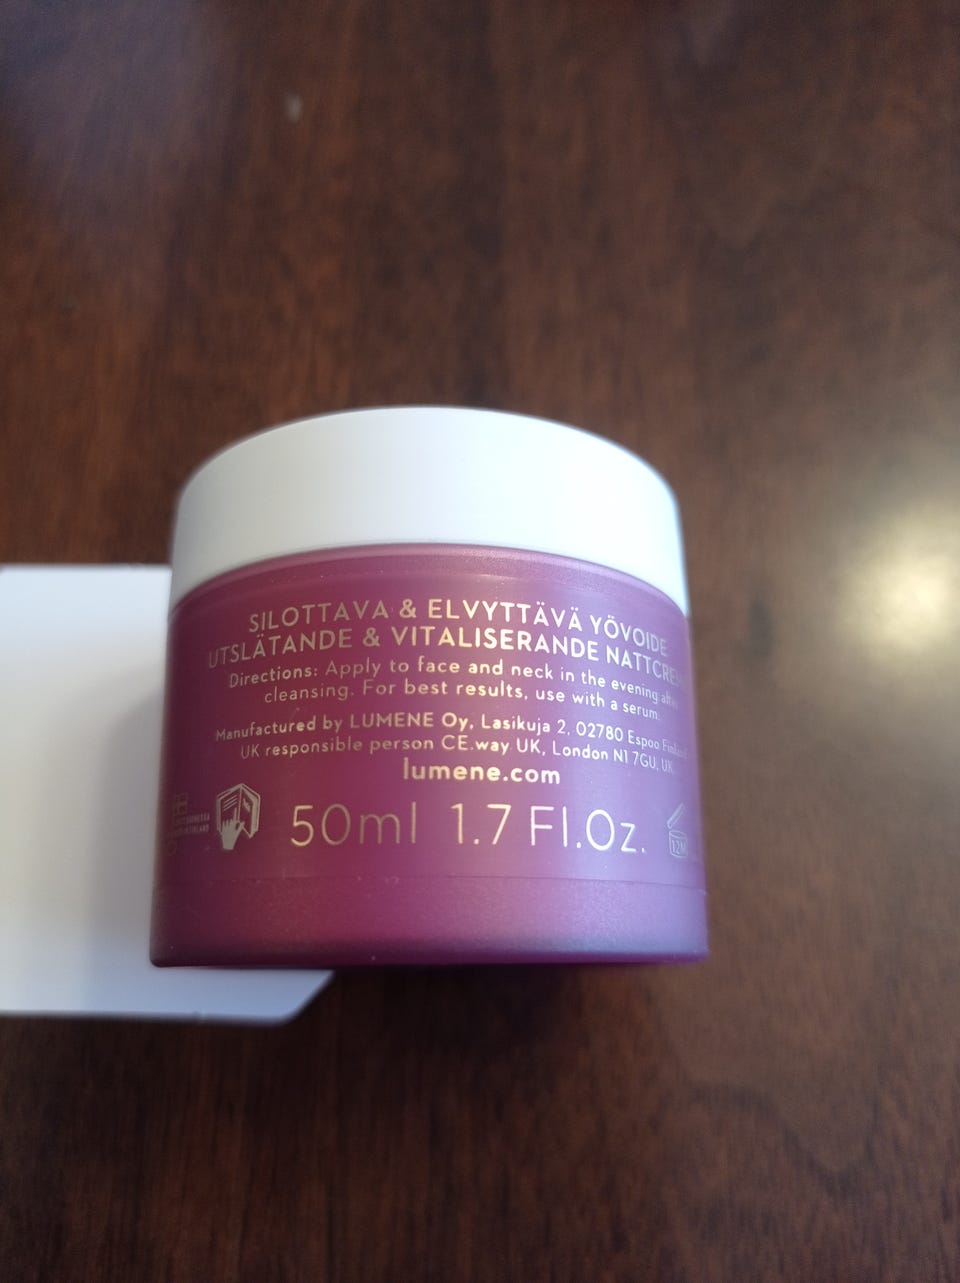 SILOTTAVA & ELVYTTÄVÄ YÖVOIDE
UTSLÄTANDE & VITALISERANDE
Directions: Apply to face and neck in the evening
cleansing. For best results, use with a serum.
Manufactured by LUMENE Oy, Lasikuja 2, 02780 Espoo Finland
UK responsible person CE.way UK, London N1 7GU, UK
lumene.com
50ml 1.7 Fl.Oz.
12M